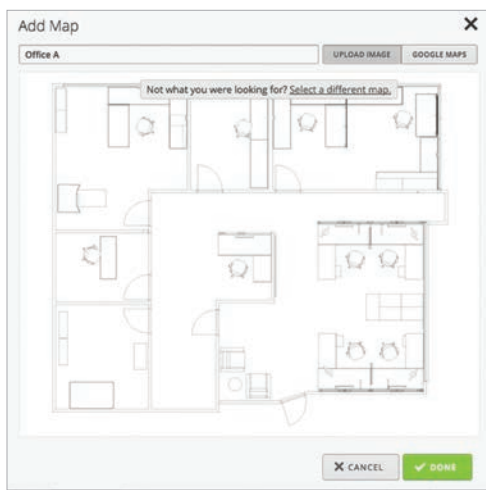 Add Map
Office A
UPLOAD IMAGE
GOOGLE MAPS
Not what you were looking for? Select a different map.
CANCEL
DONE